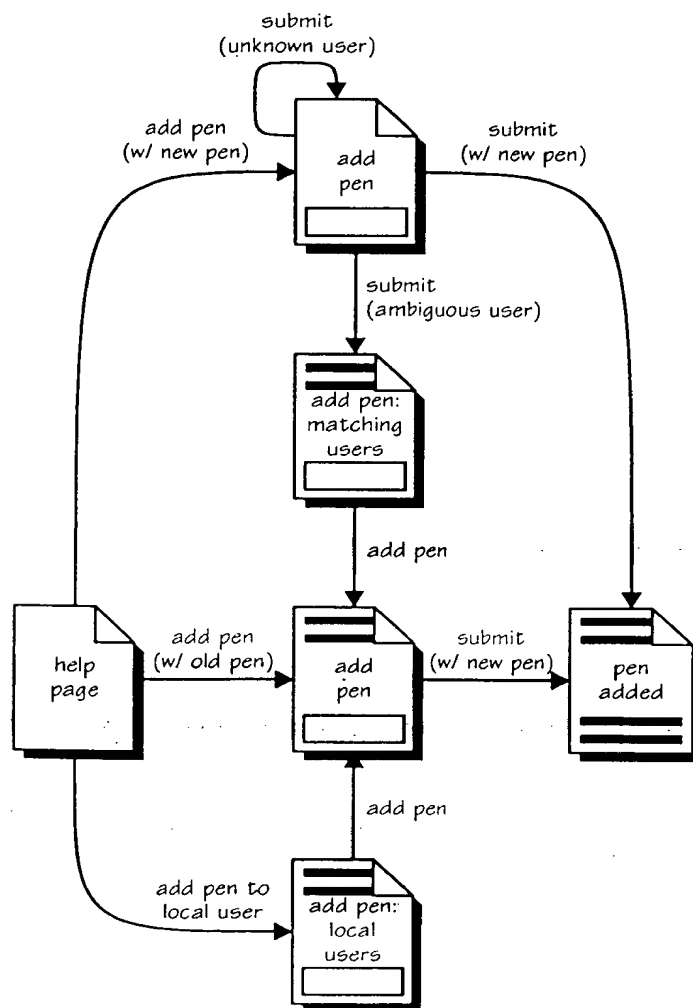 submit
(unknown user)
add pen
(w/ new pen)
submit
(w/ new pen)
add
pen
submit
(ambiguous user)
add pen:
matching
users
add pen
help
page
add pen
(w/ old pen)
add
pen
submit
(w/ new pen)
pen
added
add pen
add pen to
local user
add pen:
local
users